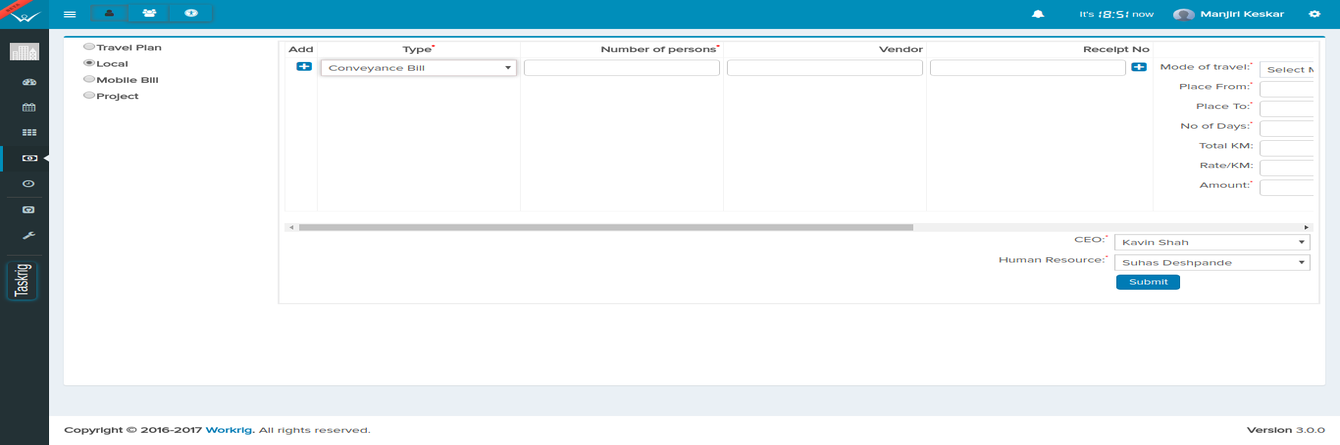 BETA
It's 18:51 now
Manjiri Keskar
Travel Plan
Local
Mobile Bill
Project
Add Type* Number of persons* Vendor Receipt No
Conveyance Bill
Mode of travel:* Select M
Place From:*
Place To:*
No of Days:*
Total KM:
Rate/KM:
Amount:*
CEO:* Kavin Shah
Human Resource:* Suhas Deshpande
Submit
Taskrig
Copyright © 2016-2017 Workrig. All rights reserved.
Version 3.0.0